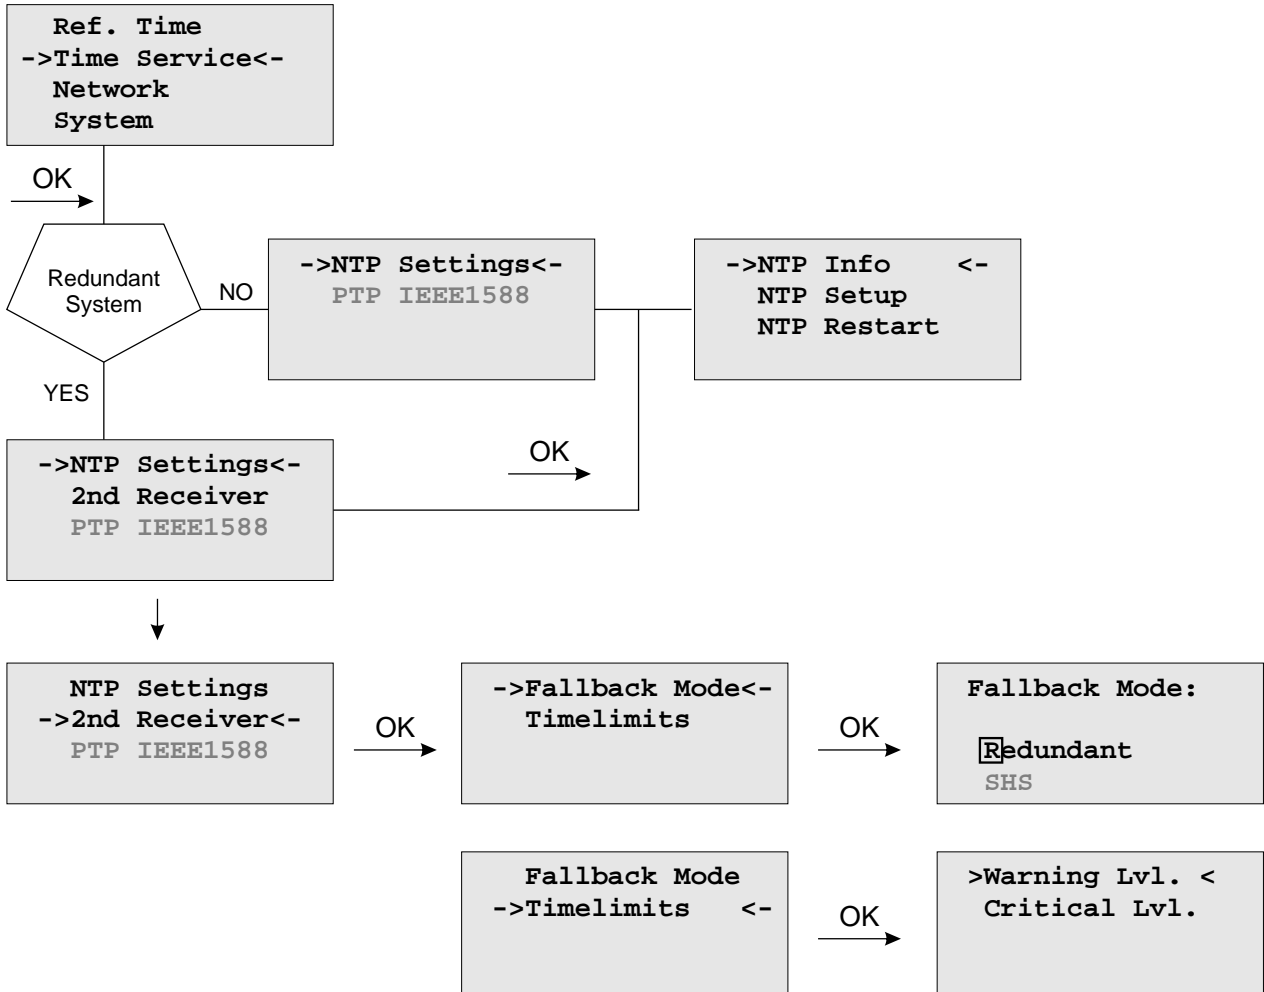 Ref. Time
->Time Service<-
Network
System
OK
Redundant
System
NO
YES
->NTP Settings<-
PTP IEEE1588
->NTP Info <-
NTP Setup
NTP Restart
->NTP Settings<-
2nd Receiver
PTP IEEE1588
OK
NTP Settings
->2nd Receiver<-
PTP IEEE1588
OK
->Fallback Mode<-
Timelimits
OK
Fallback Mode:
Redundant
SHS
Fallback Mode
->Timelimits <-
OK
>Warning Lvl. <
Critical Lvl.